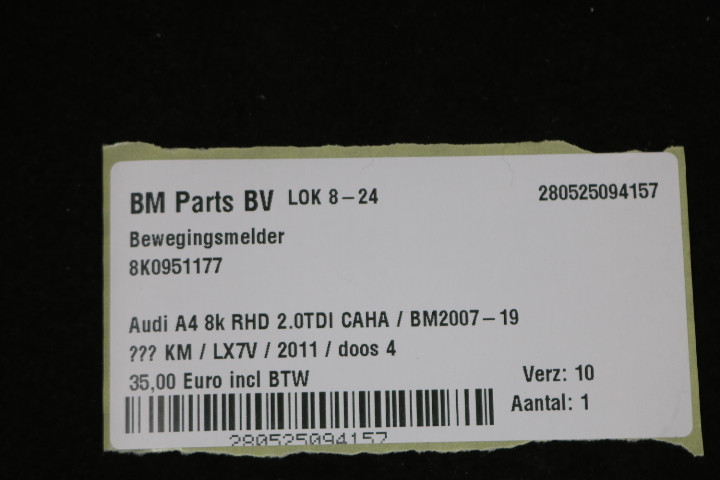 BM Parts BV LOK 8-24 280525094157
Bewegingsmelder
8K0951177
Audi A4 8k RHD 2.0TDI CAHA / BM2007-19
??? KM / LX7V / 2011 / doos 4
35,00 Euro incl BTW Verz: 10
Aantal: 1
280525094157